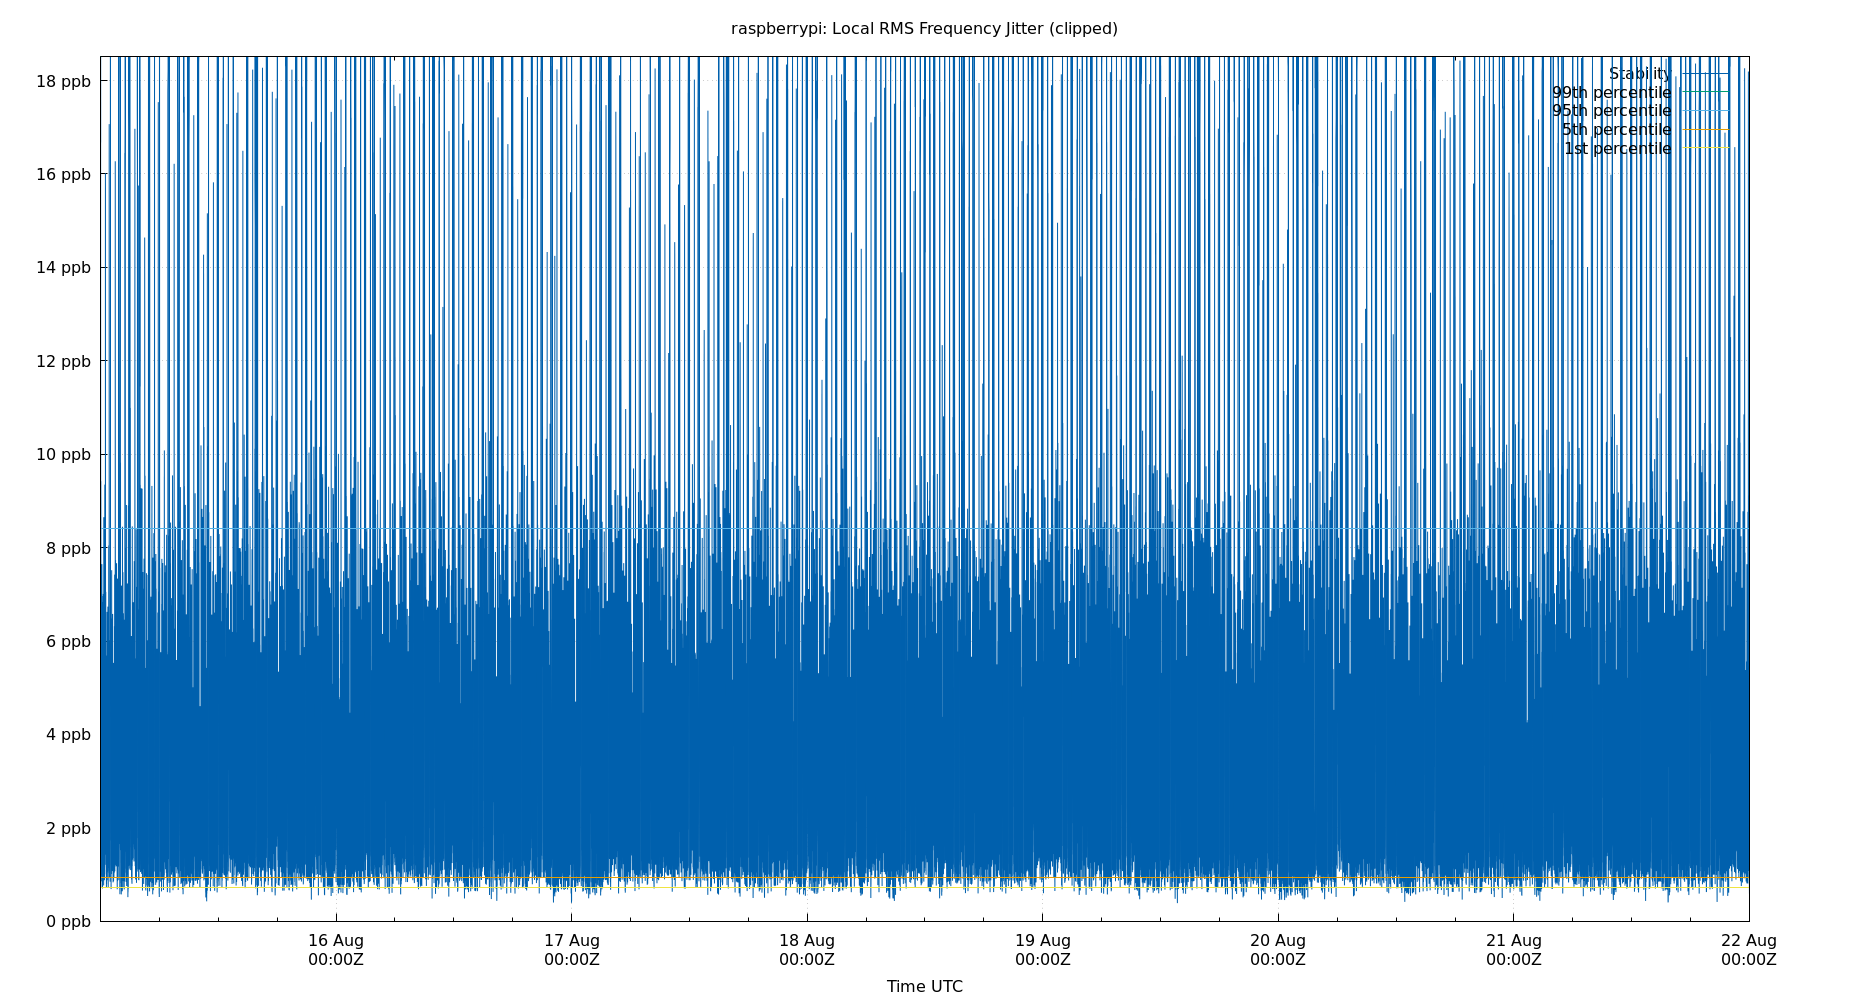 raspberrypi: Local RMS Frequency Jitter (clipped)
18 ppb
16 ppb
14 ppb
12 ppb
10 ppb
8 ppb
6 ppb
4 ppb
2 ppb
0 ppb
Stability
99th percentile
95th percentile
5th percentile
1st percentile
16 Aug
00:00Z
17 Aug
00:00Z
18 Aug
00:00Z
19 Aug
00:00Z
20 Aug
00:00Z
21 Aug
00:00Z
22 Aug
00:00Z
Time UTC